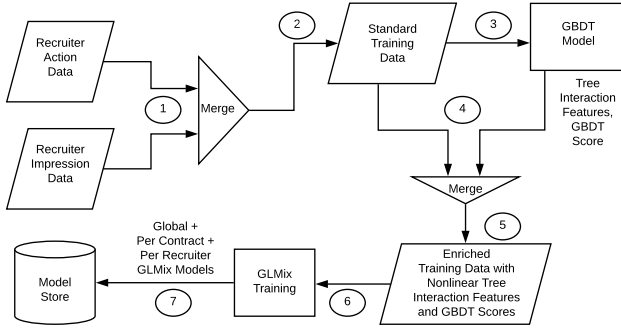 Recruiter
Action
Data
Recruiter
Impression
Data
1
Merge
2
Standard
Training
Data
3
GBDT
Model
Tree
Interaction
Features,
GBDT
Score
4
Merge
5
Enriched
Training Data with
Nonlinear Tree
Interaction Features
and GBDT Scores
6
GLMix
Training
Global +
Per Contract +
Per Recruiter
GLMix Models
7
Model
Store